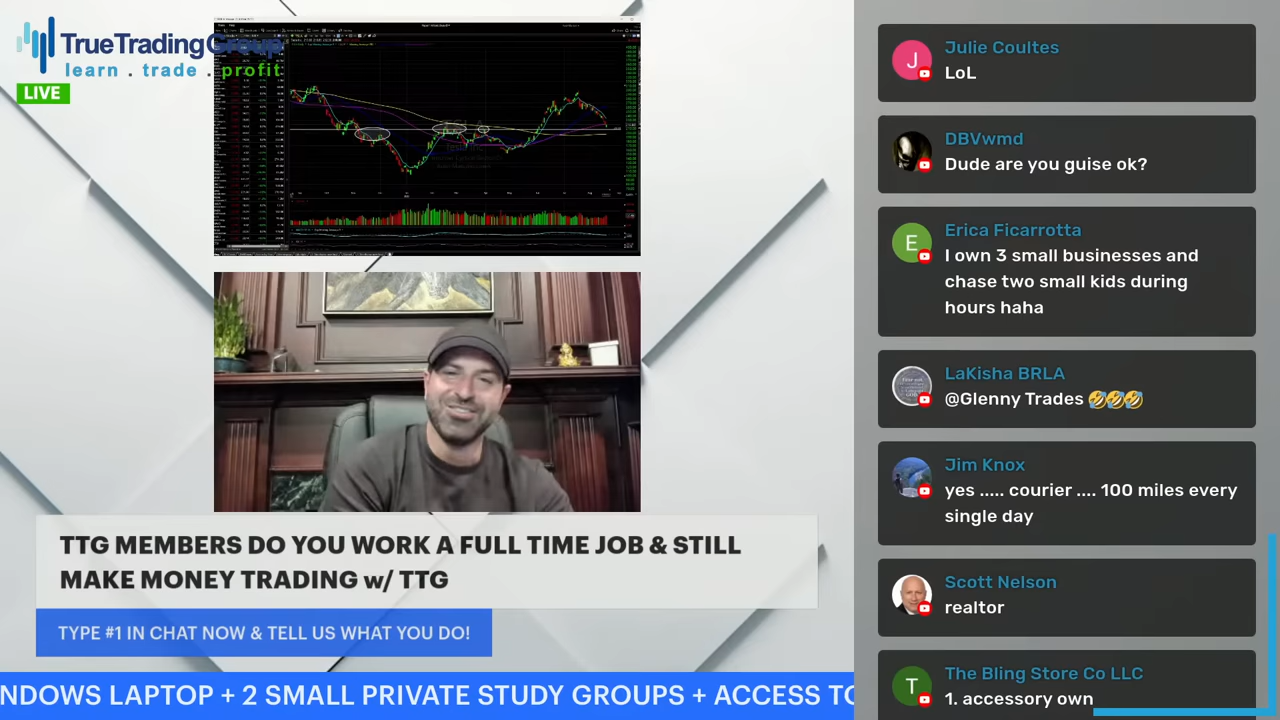 TrueTradingGroup
learn . trade . profit
LIVE
TTG MEMBERS DO YOU WORK A FULL TIME JOB & STILL
MAKE MONEY TRADING w/ TTG
TYPE #1 IN CHAT NOW & TELL US WHAT YOU DO!
NDOWS LAPTOP + 2 SMALL PRIVATE STUDY GROUPS + ACCESS TO
J
Julie Coultes
LoL
Dude are you guise ok?
E
Eric Ficarrotta
I own 3 small businesses and
chase two small kids during
hours haha
LaKisha BRLA
@Glenny Trades 🤣🤣🤣
Jim Knox
yes ..... courier .... 100 miles every
single day
Scott Nelson
realtor
T
The Bling Store Co LLC
1. accessory own